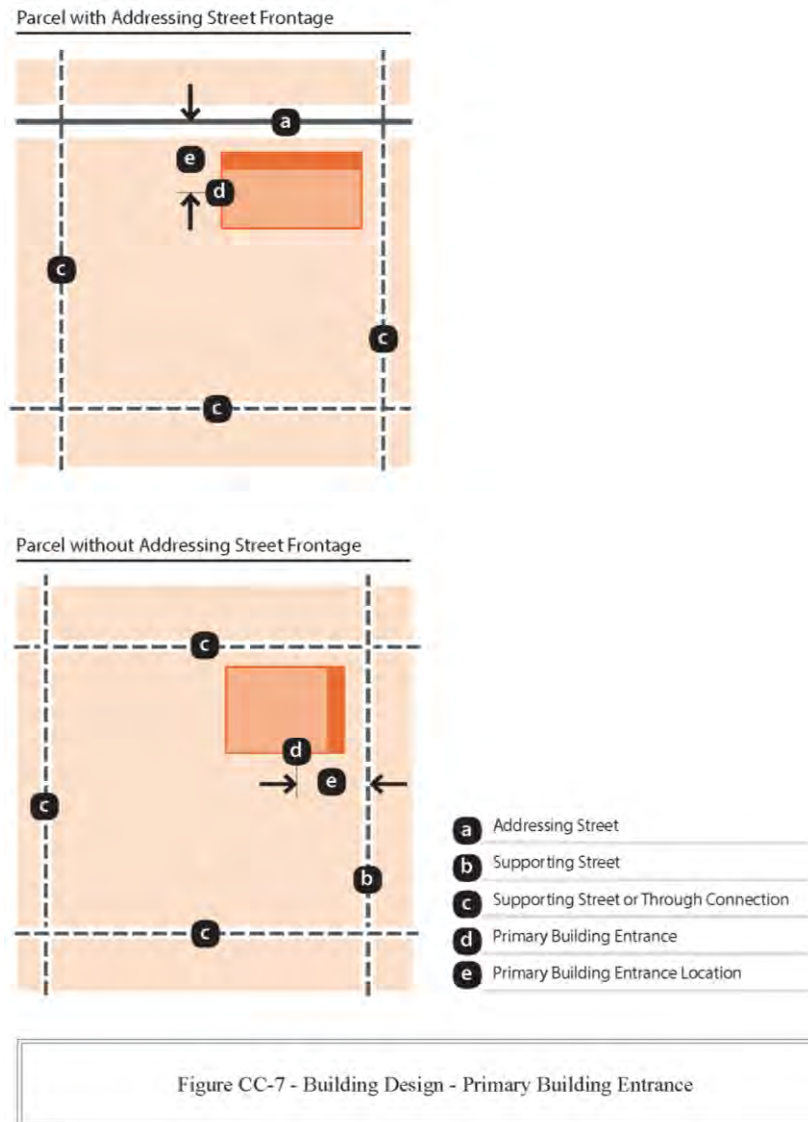 Parcel with Addressing Street Frontage
a
e
d
c
c
c
Parcel without Addressing Street Frontage
c
d
e
c
b
c
a Addressing Street
b Supporting Street
c Supporting Street or Through Connection
d Primary Building Entrance
e Primary Building Entrance Location
Figure CC-7 - Building Design - Primary Building Entrance